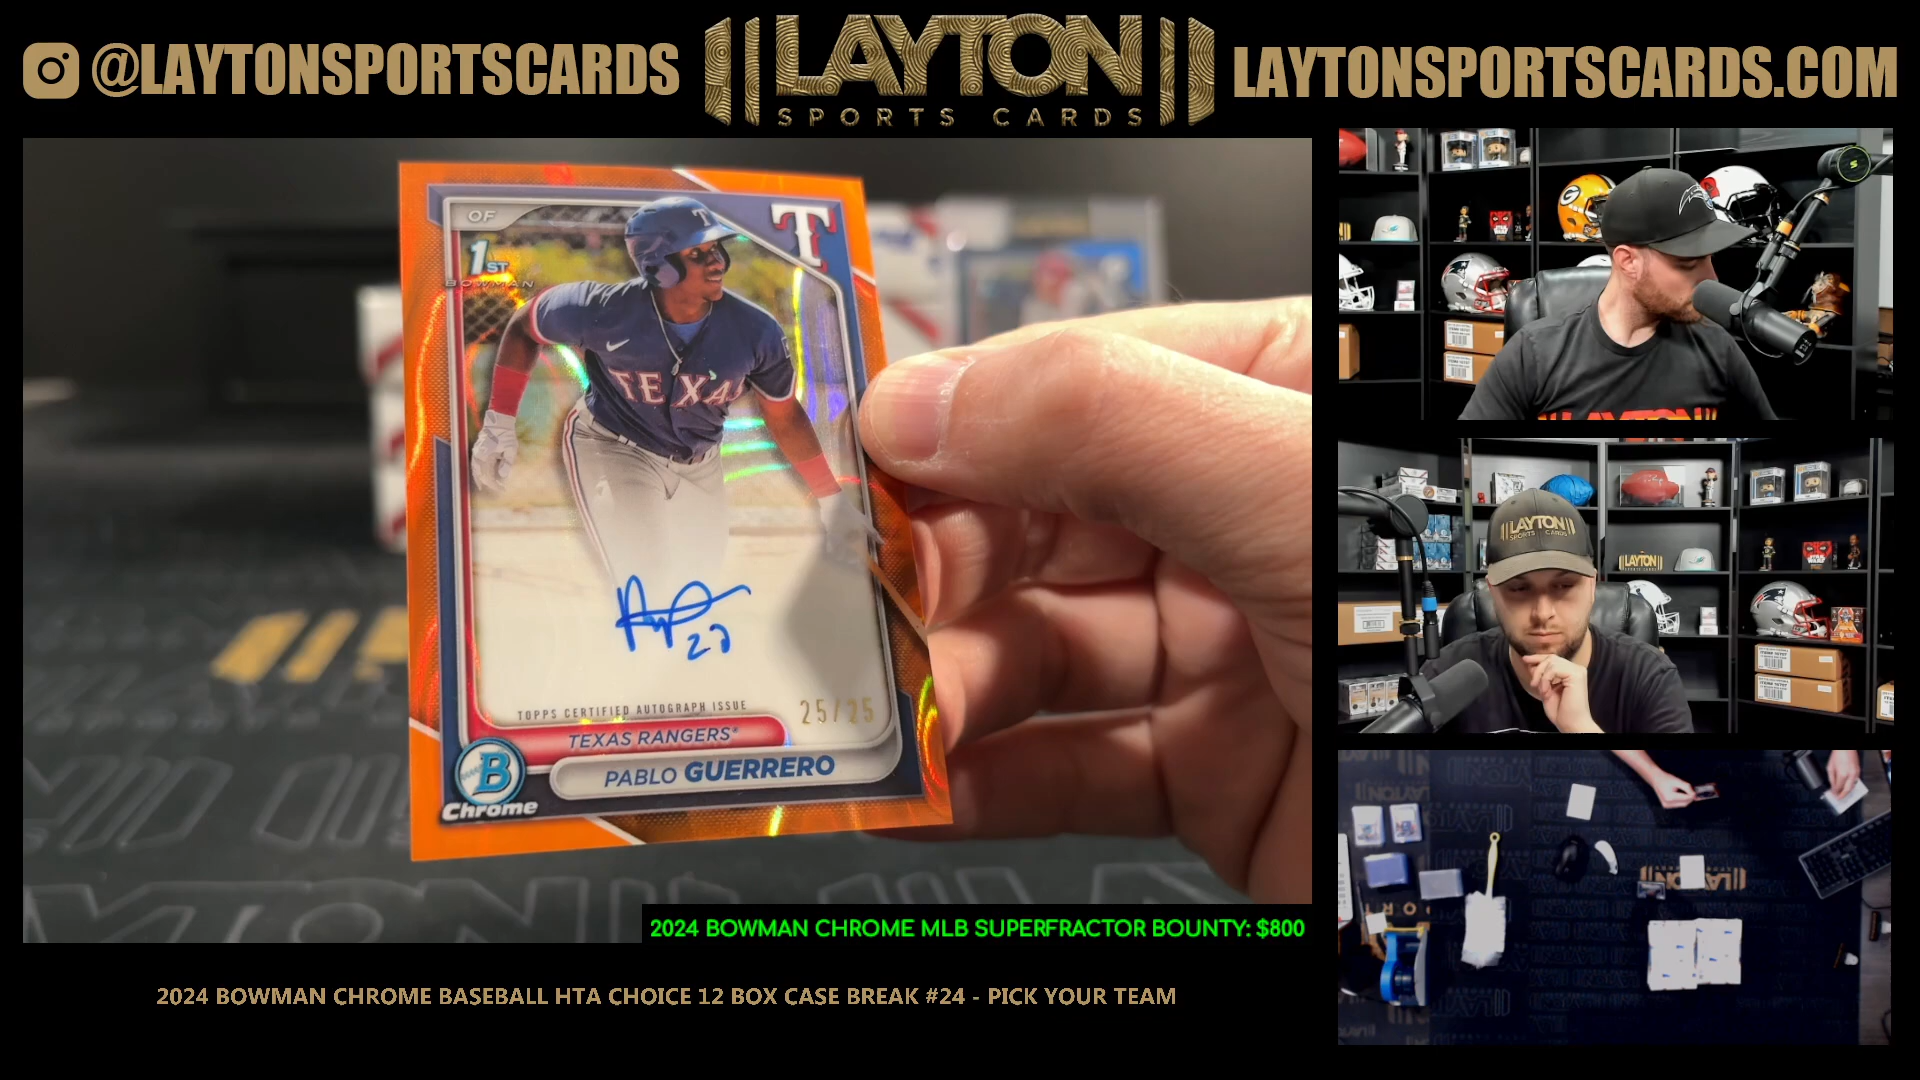 @LAYTONSPORTSCARDS
LAYTON
SPORTS CARDS
LAYTONSPORTSCARDS.COM
OF
T
1ST
BOWMAN
T
TEXAS
22
TOPPS CERTIFIED AUTOGRAPH ISSUE
25/25
TEXAS RANGERS®
PABLO GUERRERO
B
Chrome
2024 BOWMAN CHROME MLB SUPERFRACTOR BOUNTY: $800
2024 BOWMAN CHROME BASEBALL HTA CHOICE 12 BOX CASE BREAK #24 - PICK YOUR TEAM
G
LAYTON
LAYTON
SPORTS CARDS
LAYTON